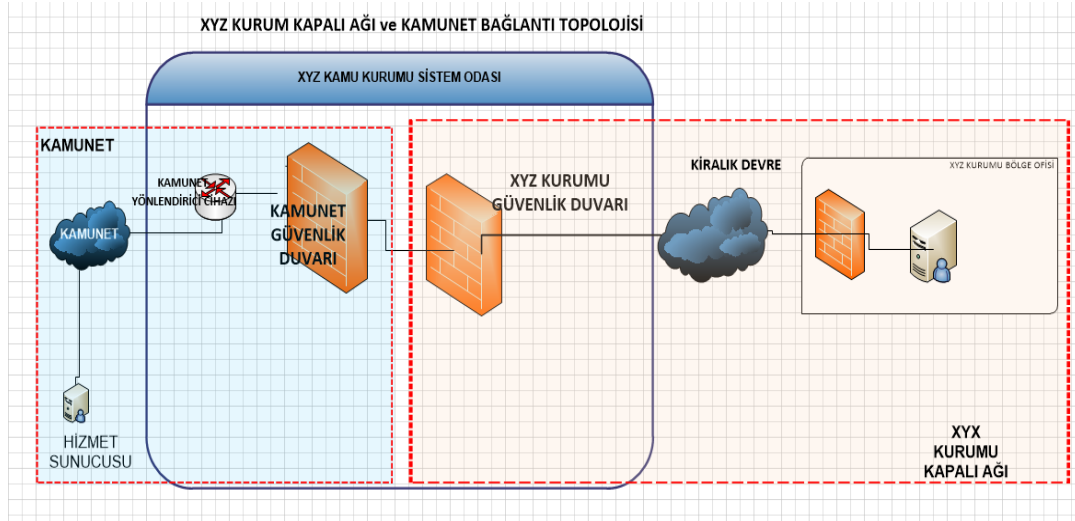 XYZ KURUM KAPALI AĞI ve KAMUNET BAĞLANTI TOPOLOJİSİ
XYZ KAMU KURUMU SİSTEM ODASI
KAMUNET
KAMUNET
YÖNLENDİRİCİ CİHAZI
KAMUNET
GÜVENLİK
DUVARI
KAMUNET
HİZMET
SUNUCUSU
XYZ KURUMU
GÜVENLİK DUVARI
KİRALIK DEVRE
XYZ KURUMU BÖLGE OFİSİ
XYX
KURUMU
KAPALI AĞI